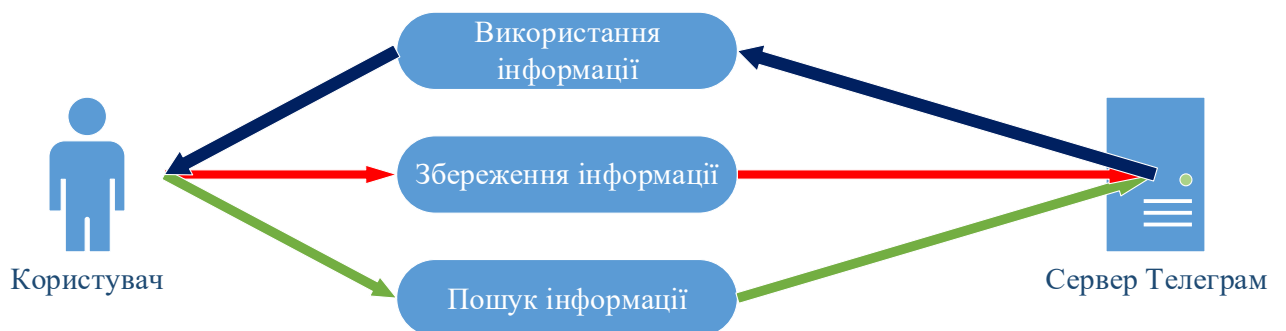 Використання
інформації
Збереження інформації
Користувач
Сервер Телеграм
Пошук інформації